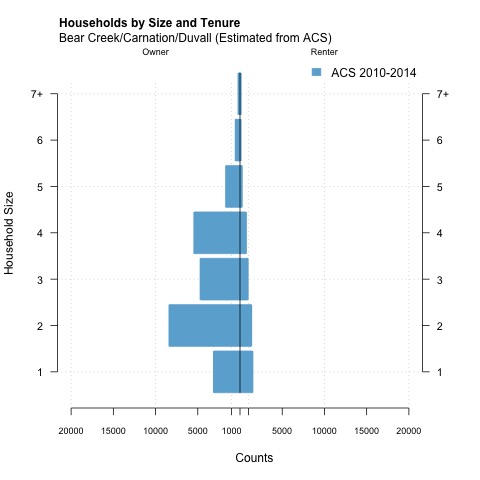 Households by Size and Tenure
Bear Creek/Carnation/Duvall (Estimated from ACS)
Owner Renter
ACS 2010-2014
7+ 7+
6 6
5 5
4 4
3 3
2 2
1 1
Household Size
20000 15000 10000 5000 1000 5000 10000 15000 20000
Counts